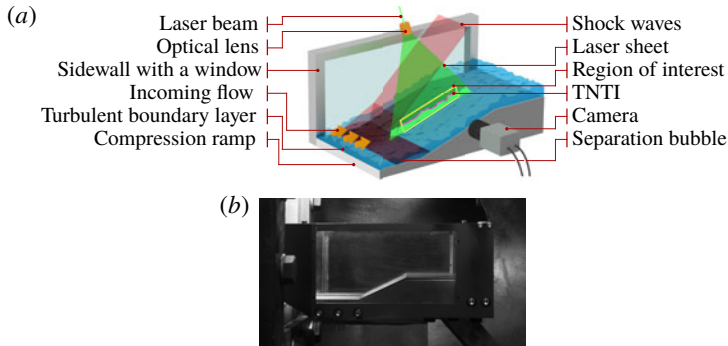 (a)
Laser beam
Optical lens
Sidewall with a window
Incoming flow
Turbulent boundary layer
Compression ramp
Shock waves
Laser sheet
Region of interest
TNTI
Camera
Separation bubble
(b)